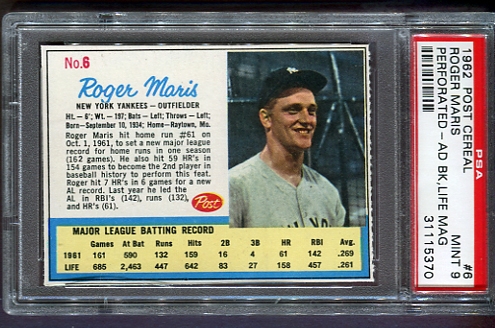 No.6
Roger Maris
NEW YORK YANKEES – OUTFIELDER
Ht. – 6'; Wt. – 197; Bats – Left; Throws – Left;
Born–September 10, 1934; Home–Raytown, Mo.
Roger Maris hit home run #61 on
Oct. 1, 1961, to set a new major league
record for home runs in one season
(162 games). He also hit 59 HR's in
154 games to become the 2nd player in
baseball history to perform this feat.
Roger hit 7 HR's in 6 games for a new
AL record. Last year he led the
AL in RBI's (142), runs (132),
and HR's (61).
Post
MAJOR LEAGUE BATTING RECORD
Games At Bat Runs Hits 2B 3B HR RBI Avg.
1961 161 590 132 159 16 4 61 142 .269
LIFE 685 2,463 447 642 83 27 158 457 .261
PSA
1962 POST CEREAL #6
ROGER MARIS
PERFORATED - AD BK,LIFE MAG MINT 9
31115370